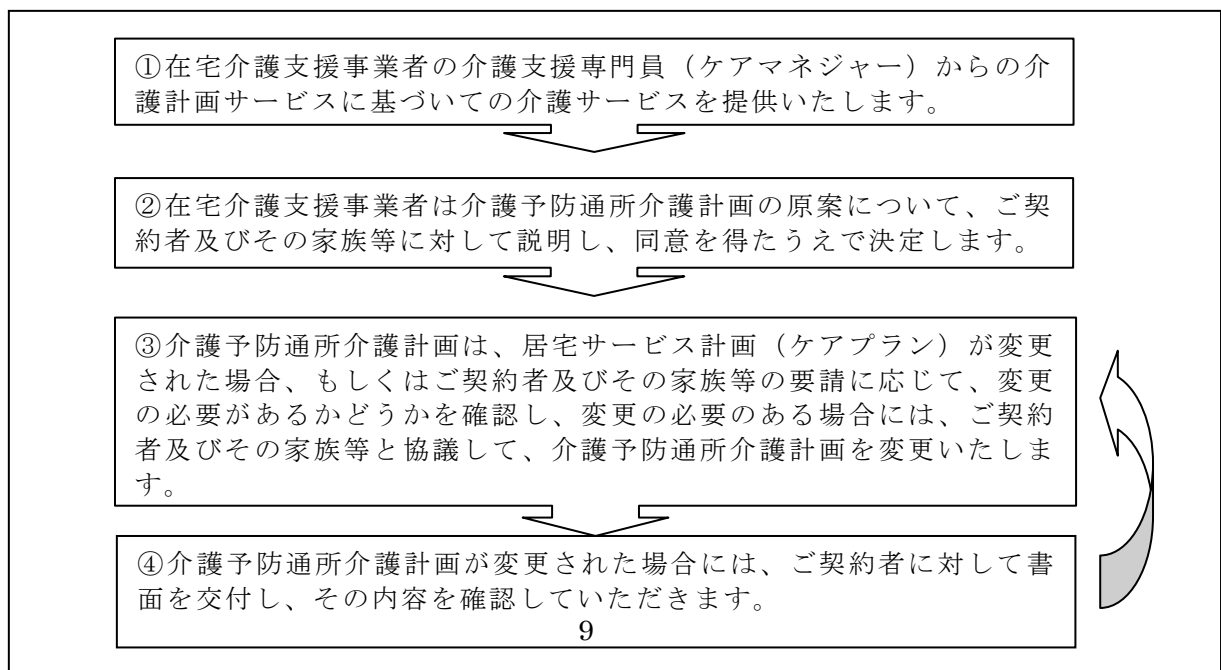 ①在宅介護支援事業者の介護支援専門員（ケアマネジャー）からの介
護計画サービスに基づいての介護サービスを提供いたします。
②在宅介護支援事業者は介護予防通所介護計画の原案について、ご契
約者及びその家族等に対して説明し、同意を得たうえで決定します。
③介護予防通所介護計画は、居宅サービス計画（ケアプラン）が変更
された場合、もしくはご契約者及びその家族等の要請に応じて、変更
の必要があるかどうかを確認し、変更の必要のある場合には、ご契約
者及びその家族等と協議して、介護予防通所介護計画を変更いたしま
す。
④介護予防通所介護計画が変更された場合には、ご契約者に対して書
面を交付し、その内容を確認していただきます。
9